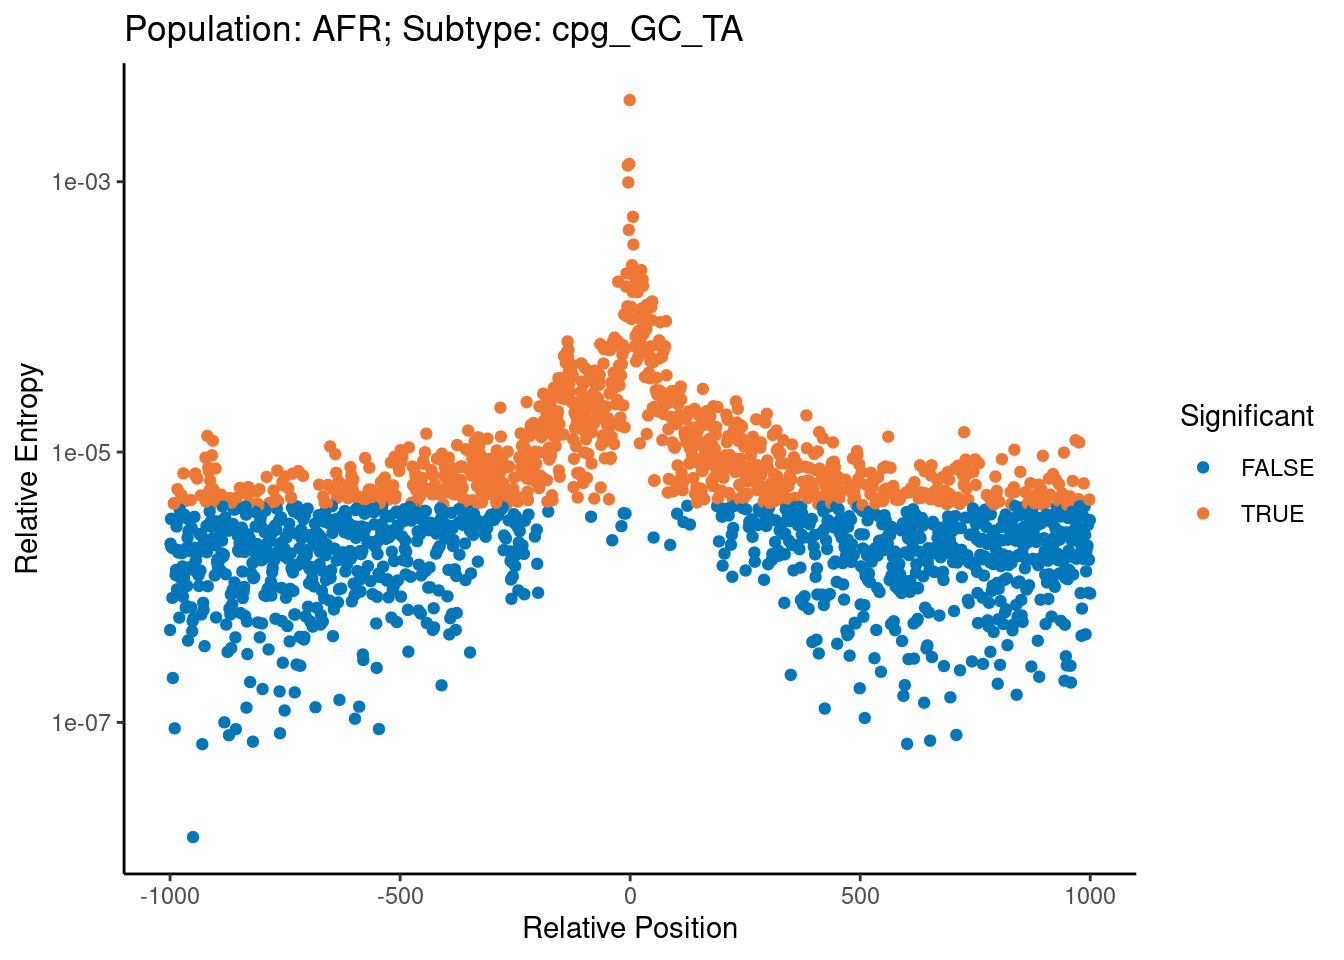 Population: AFR; Subtype: cpg_GC_TA
Relative Entropy
1e-03
1e-05
1e-07
-1000
-500
0
500
1000
Relative Position
Significant
FALSE
TRUE